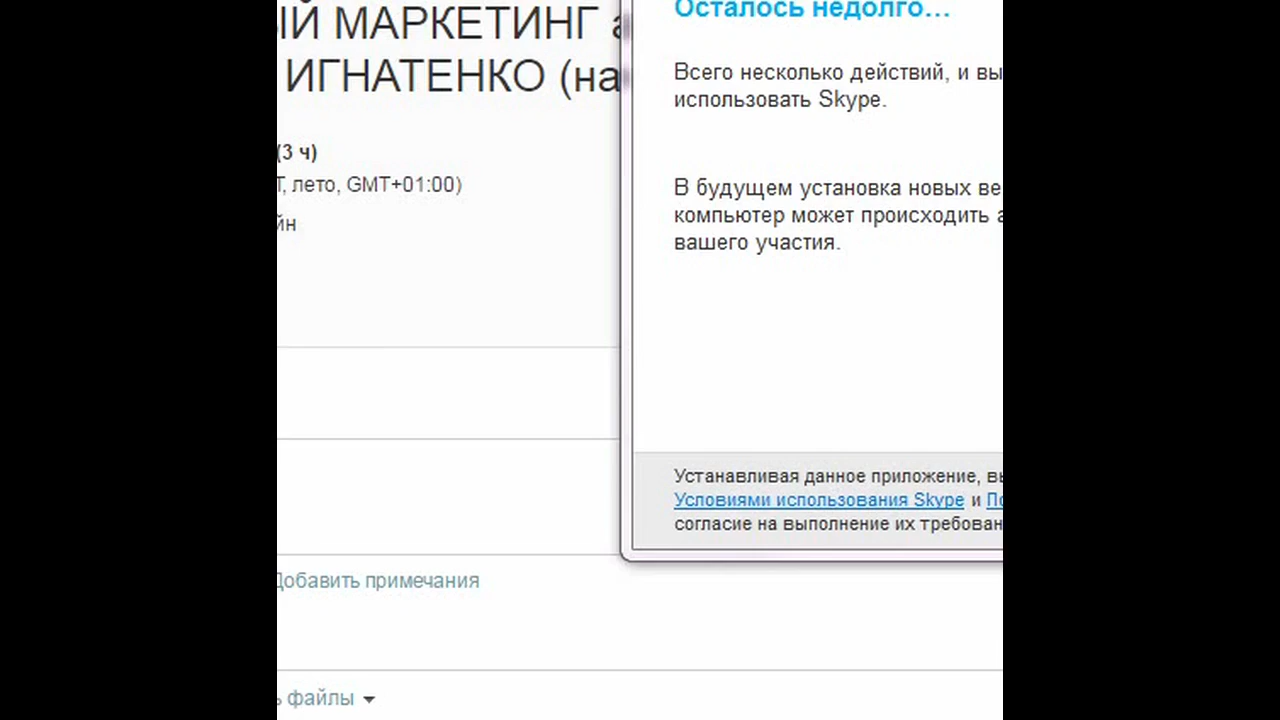 МАРКЕТИНГ
ИГНАТЕНКО (на
(3 ч)
лето, GMT+01:00)
Добавить примечания
файлы
Осталось недолго...
Всего несколько действий, и вы
использовать Skype.
В будущем установка новых ве
компьютер может происходить а
вашего участия.
Устанавливая данное приложение, вы
Условиями использования Skype и По
согласие на выполнение их требован